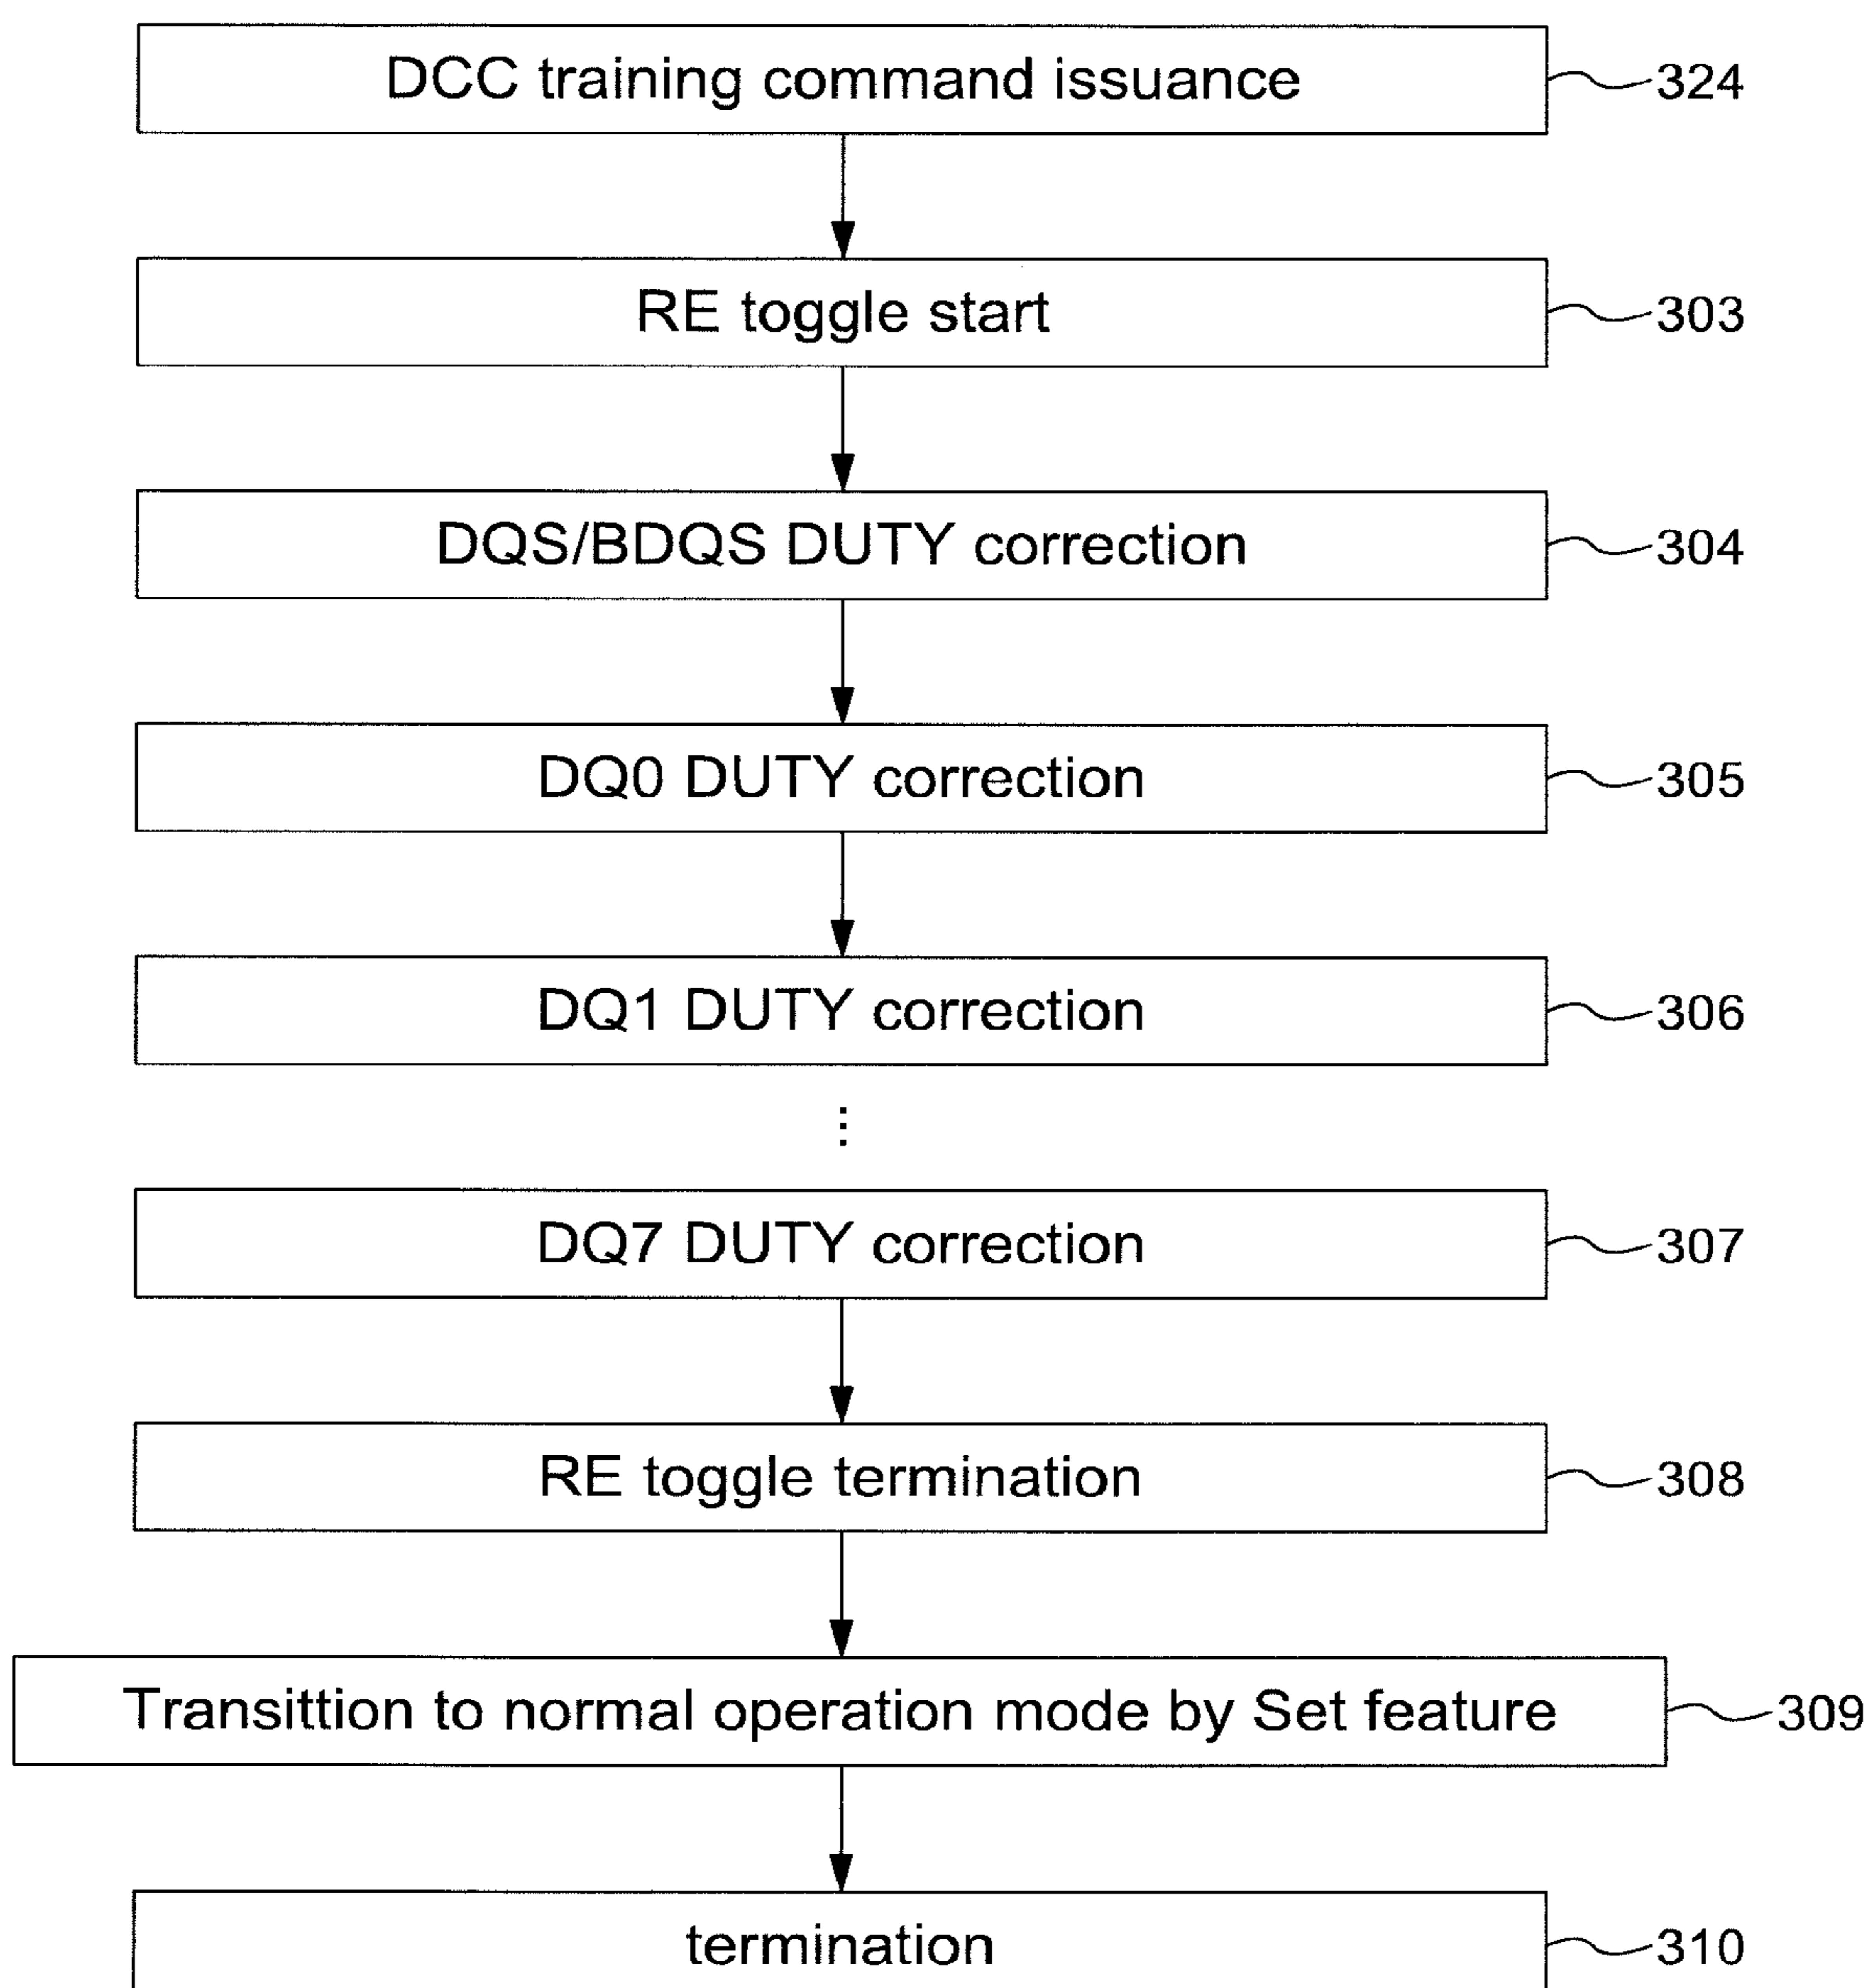 DCC training command issuance
324
RE toggle start
303
DQS/BDQS DUTY correction
304
DQ0 DUTY correction
305
DQ1 DUTY correction
306
⋮
DQ7 DUTY correction
307
RE toggle termination
308
Transittion to normal operation mode by Set feature
309
termination
310